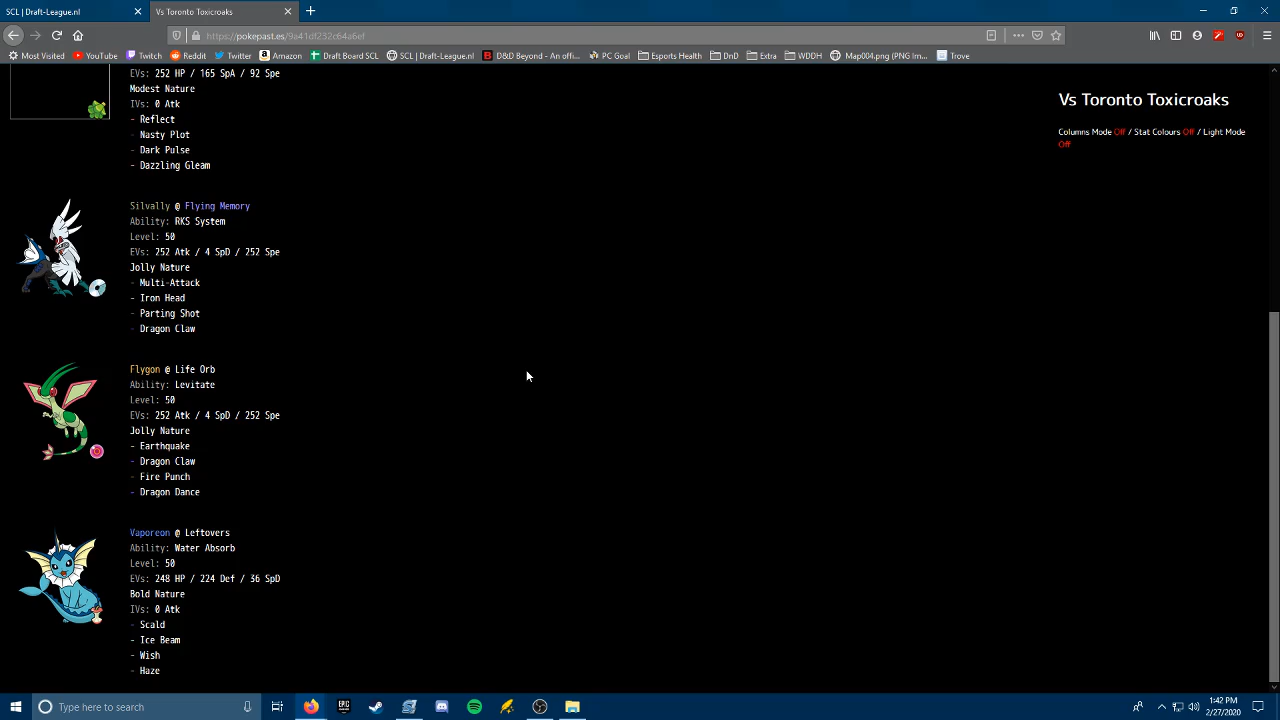 SCL | Draft-League.nl
Vs Toronto Toxicroaks
https://pokepast.es/9a41df232c64a6ef
Most Visited YouTube Twitch Reddit Twitter Amazon Draft Board SCL SCL | Draft-League.nl D&D Beyond - An offi... PC Goal Esports Health DnD Extra WDDH Map004.png (PNG Im... Trove
EVs: 252 HP / 165 SpA / 92 Spe
Modest Nature
IVs: 0 Atk
- Reflect
- Nasty Plot
- Dark Pulse
- Dazzling Gleam
Silvally @ Flying Memory
Ability: RKS System
Level: 50
EVs: 252 Atk / 4 SpD / 252 Spe
Jolly Nature
- Multi-Attack
- Iron Head
- Parting Shot
- Dragon Claw
Flygon @ Life Orb
Ability: Levitate
Level: 50
EVs: 252 Atk / 4 SpD / 252 Spe
Jolly Nature
- Earthquake
- Dragon Claw
- Fire Punch
- Dragon Dance
Vaporeon @ Leftovers
Ability: Water Absorb
Level: 50
EVs: 248 HP / 224 Def / 36 SpD
Bold Nature
IVs: 0 Atk
- Scald
- Ice Beam
- Wish
- Haze
Vs Toronto Toxicroaks
Columns Mode Off / Stat Colours Off / Light Mode
Off
Type here to search
1:42 PM
2/27/2020